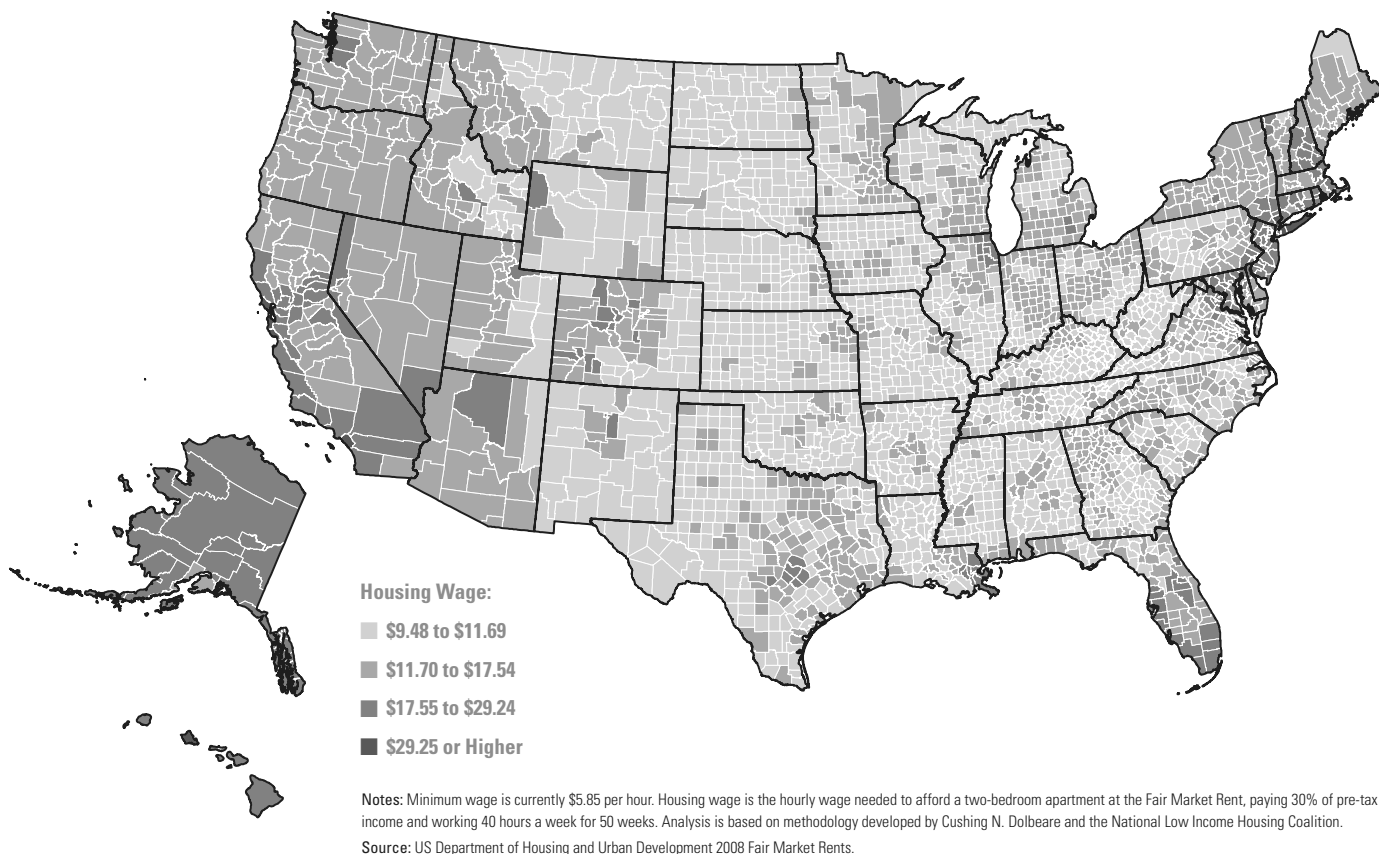 Housing Wage:
$9.48 to $11.69
$11.70 to $17.54
$17.55 to $29.24
$29.25 or Higher
Notes: Minimum wage is currently $5.85 per hour. Housing wage is the hourly wage needed to afford a two-bedroom apartment at the Fair Market Rent, paying 30% of pre-tax
income and working 40 hours a week for 50 weeks. Analysis is based on methodology developed by Cushing N. Dolbeare and the National Low Income Housing Coalition.
Source: US Department of Housing and Urban Development 2008 Fair Market Rents.